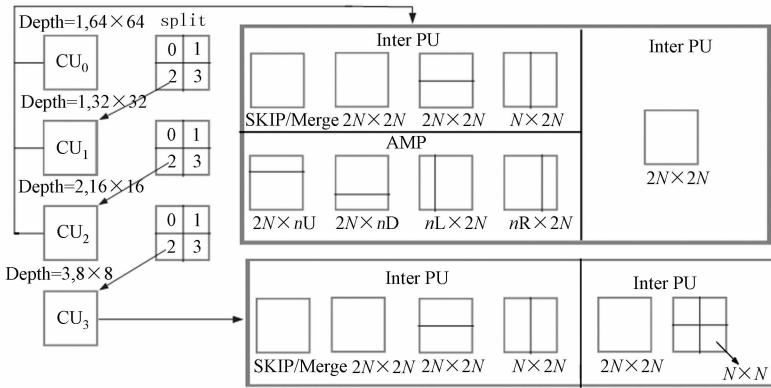 Depth=1,64×64
split
CU0
0 1
2 3
Depth=1,32×32
CU1
0 1
2 3
Depth=2,16×16
CU2
0 1
2 3
Depth=3,8×8
CU3
Inter PU
SKIP/Merge 2N×2N 2N×2N N×2N
AMP
2N×nU 2N×nD nL×2N nR×2N
Inter PU
2N×2N
Inter PU
SKIP/Merge 2N×2N 2N×2N N×2N
Inter PU
2N×2N
N×N